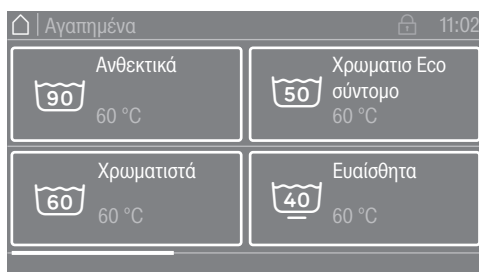 Αγαπημένα 11:02
Ανθεκτικά
90
60 °C
Χρωματισ Eco
σύντομο
50
60 °C
Χρωματιστά
60
60 °C
Ευαίσθητα
40
60 °C